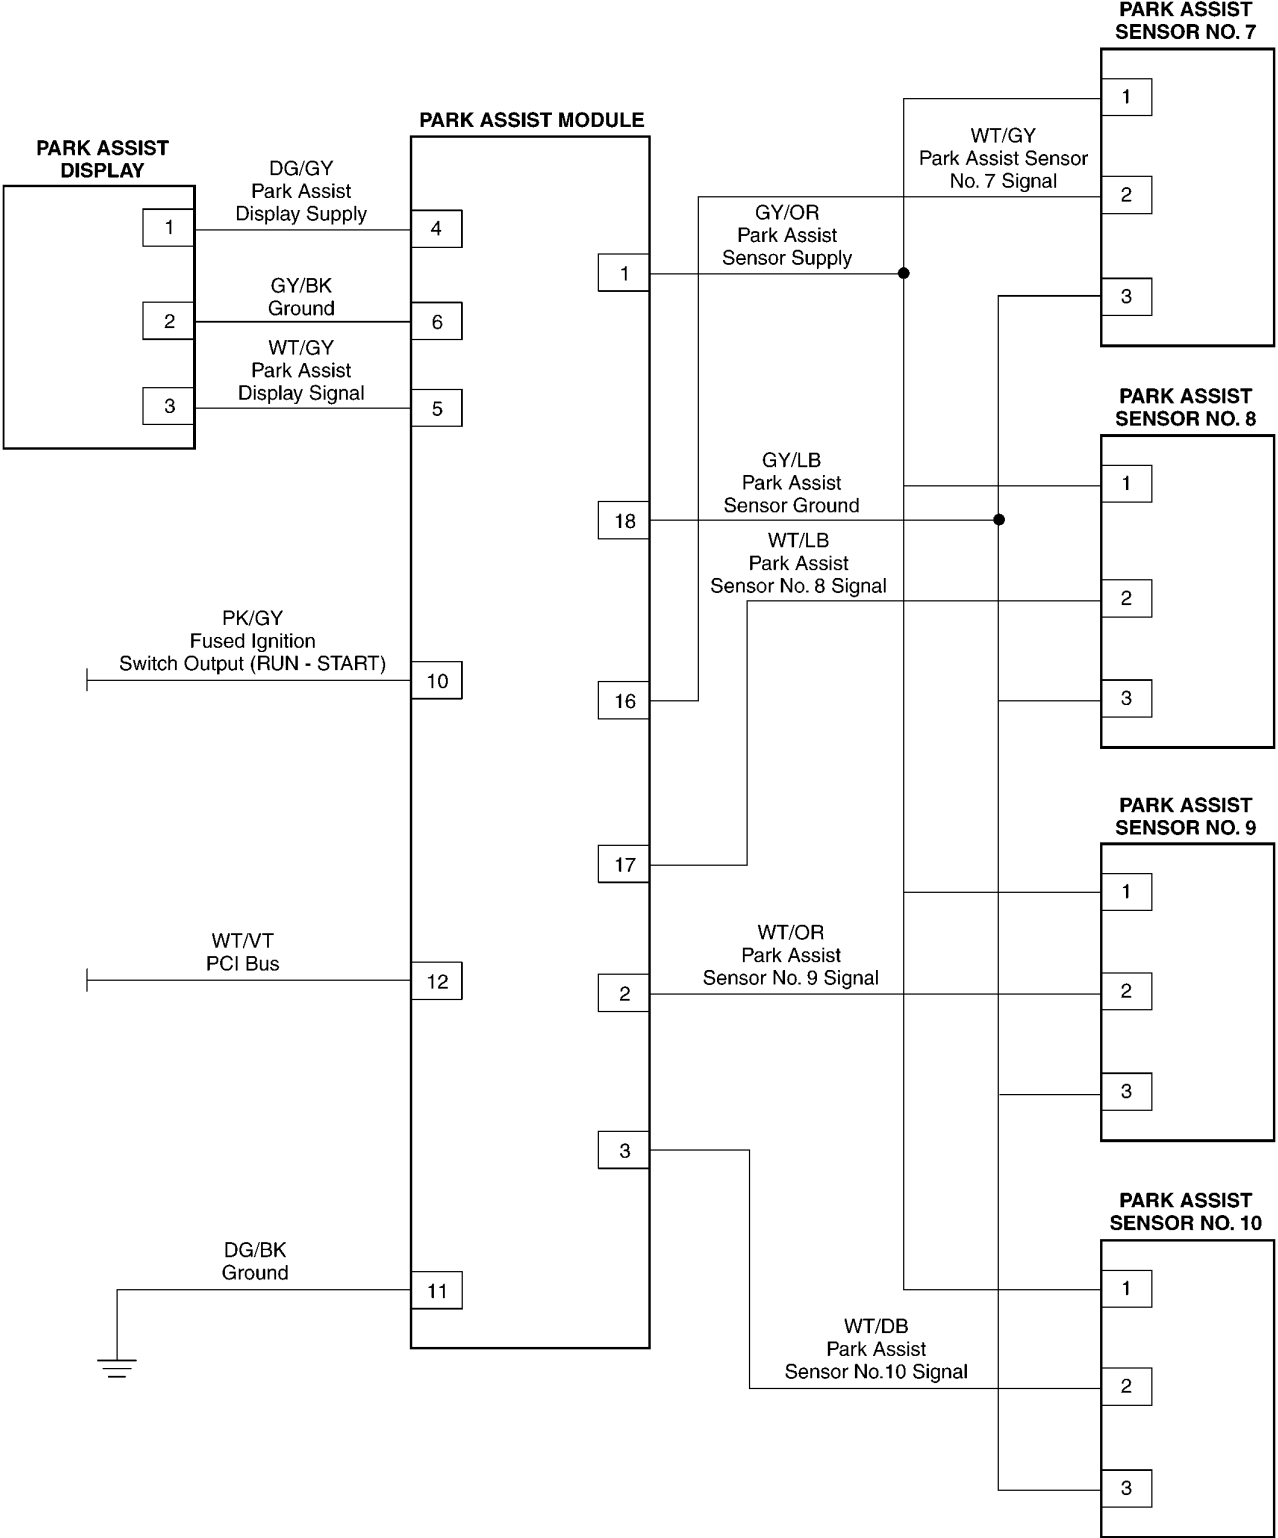 PARK ASSIST
SENSOR NO. 7
1
WT/GY
Park Assist Sensor
No. 7 Signal
2
3
PARK ASSIST MODULE
PARK ASSIST
DISPLAY
1
DG/GY
Park Assist
Display Supply
4
2
GY/BK
Ground
6
3
WT/GY
Park Assist
Display Signal
5
GY/OR
Park Assist
Sensor Supply
1
PARK ASSIST
SENSOR NO. 8
1
GY/LB
Park Assist
Sensor Ground
18
WT/LB
Park Assist
Sensor No. 8 Signal
2
PK/GY
Fused Ignition
Switch Output (RUN - START)
10
16
3
17
PARK ASSIST
SENSOR NO. 9
1
WT/VT
PCI Bus
12
WT/OR
Park Assist
Sensor No. 9 Signal
2
2
3
3
DG/BK
Ground
11
PARK ASSIST
SENSOR NO. 10
1
WT/DB
Park Assist
Sensor No.10 Signal
2
3